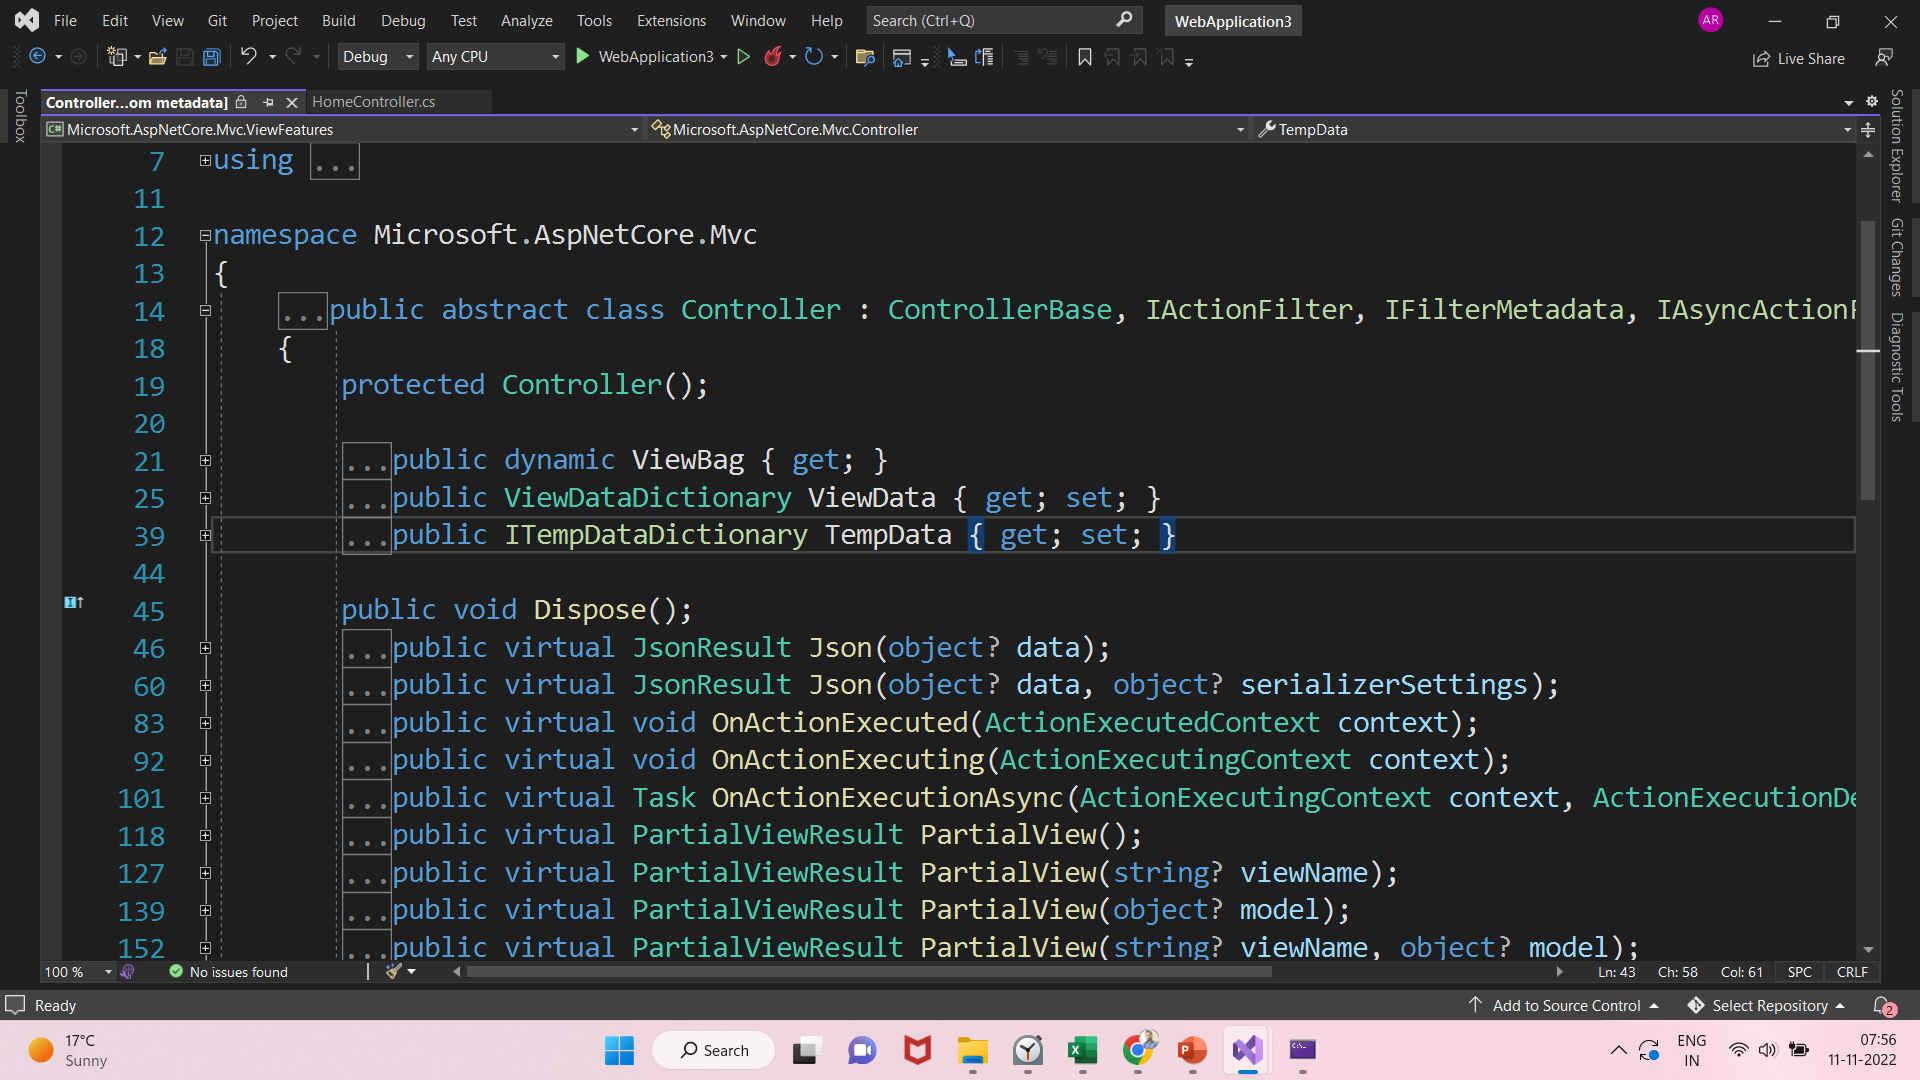 File Edit View Git Project Build Debug Test Analyze Tools Extensions Window Help Search (Ctrl+Q) WebApplication3 AR
Debug Any CPU WebApplication3 Live Share
Toolbox
Controller...om metadata] HomeController.cs
C# Microsoft.AspNetCore.Mvc.ViewFeatures Microsoft.AspNetCore.Mvc.Controller TempData
7 using ...
11
12 namespace Microsoft.AspNetCore.Mvc
13 {
14 ...public abstract class Controller : ControllerBase, IActionFilter, IFilterMetadata, IAsyncActionF
18 {
19 protected Controller();
20
21 ...public dynamic ViewBag { get; }
25 ...public ViewDataDictionary ViewData { get; set; }
39 ...public ITempDataDictionary TempData { get; set; }
44
45 public void Dispose();
46 ...public virtual JsonResult Json(object? data);
60 ...public virtual JsonResult Json(object? data, object? serializerSettings);
83 ...public virtual void OnActionExecuted(ActionExecutedContext context);
92 ...public virtual void OnActionExecuting(ActionExecutingContext context);
101 ...public virtual Task OnActionExecutionAsync(ActionExecutingContext context, ActionExecutionDe
118 ...public virtual PartialViewResult PartialView();
127 ...public virtual PartialViewResult PartialView(string? viewName);
139 ...public virtual PartialViewResult PartialView(object? model);
152 ...public virtual PartialViewResult PartialView(string? viewName, object? model);
Solution Explorer
Git Changes
Diagnostic Tools
100 % No issues found Ln: 43 Ch: 58 Col: 61 SPC CRLF
Ready Add to Source Control Select Repository 2
17°C
Sunny
Search
ENG
IN
07:56
11-11-2022